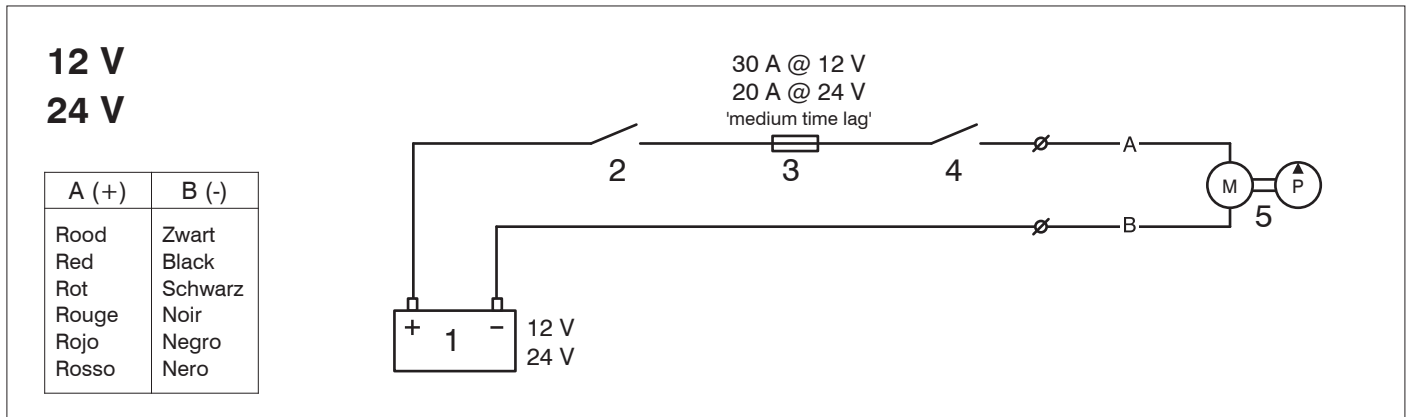 12 V
24 V
A (+) B (-)
Rood Zwart
Red Black
Rot Schwarz
Rouge Noir
Rojo Negro
Rosso Nero
30 A @ 12 V
20 A @ 24 V
'medium time lag'
2
3
4
A
M
P
5
B
+ 1 −
12 V
24 V